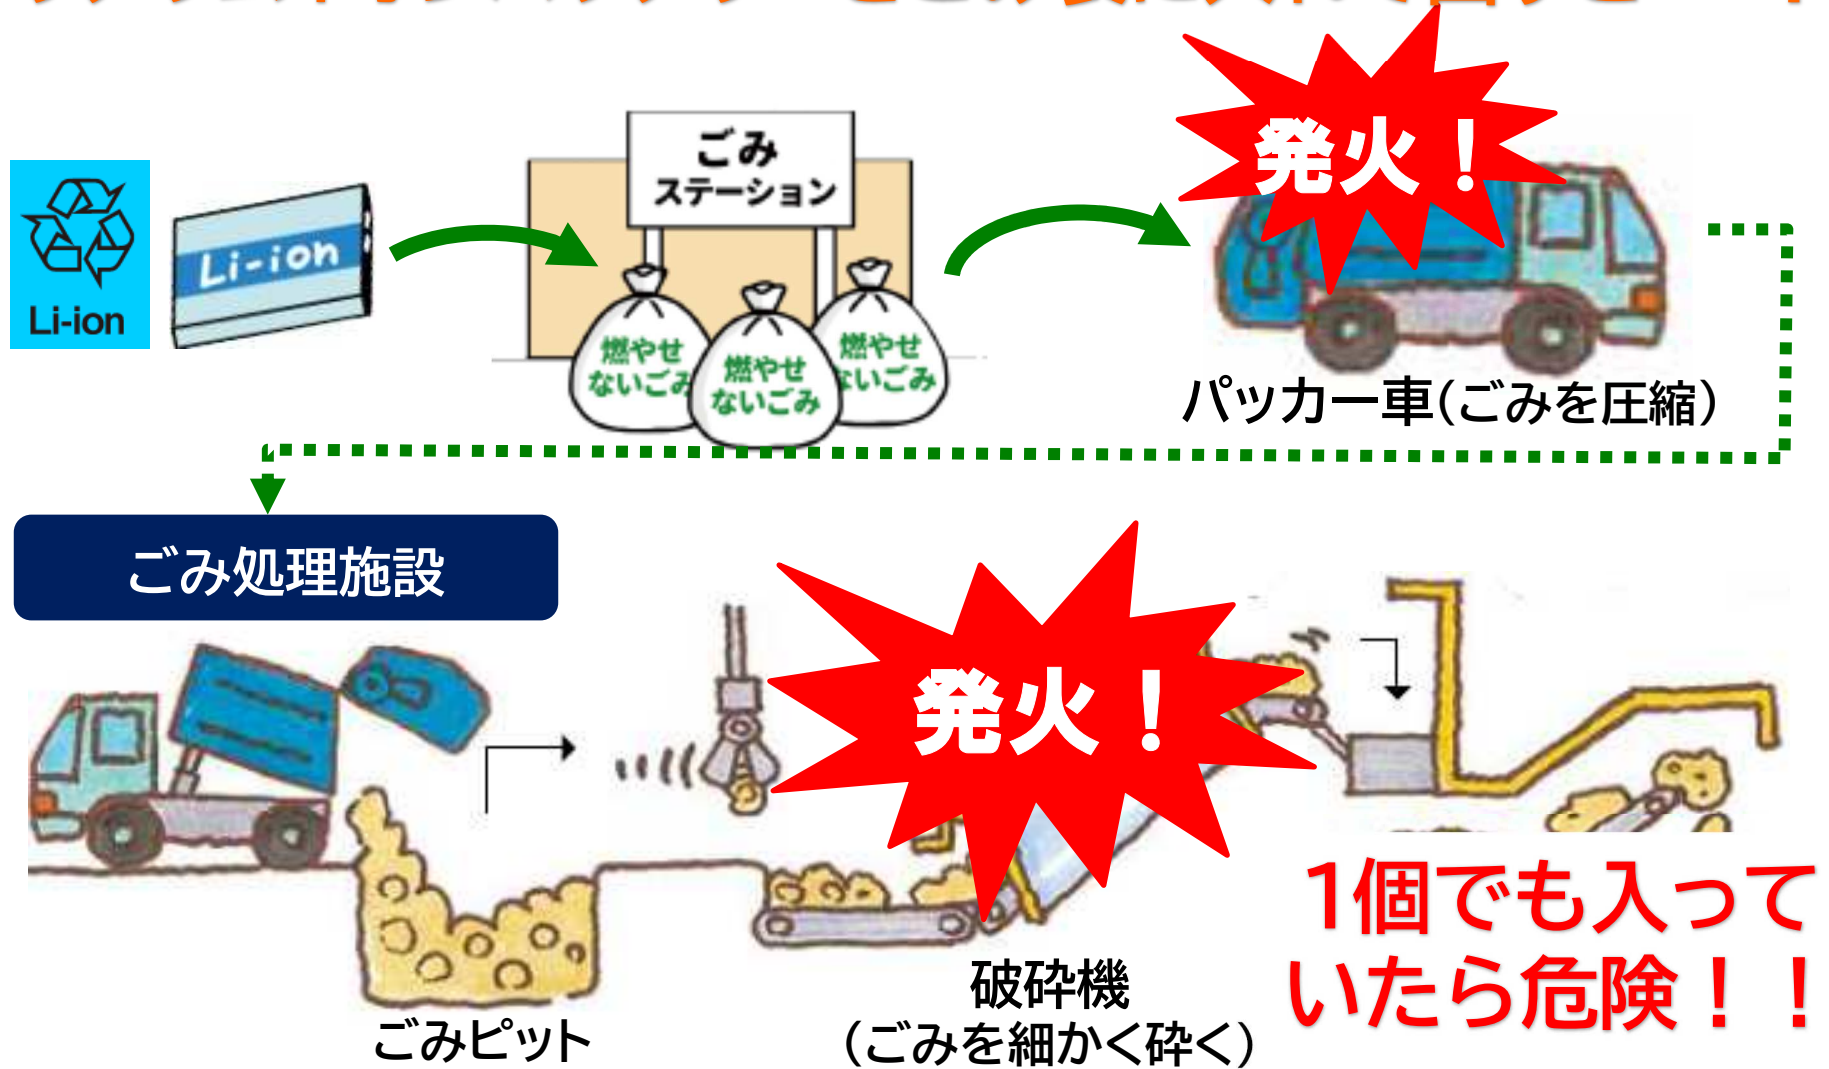 ごみ
ステーション
発火！
Li-ion
Li-ion
燃やせ
ないごみ
燃やせ
ないごみ
燃やせ
ないごみ
パッカー車（ごみを圧縮）
ごみ処理施設
発火！
1個でも入って
いたら危険！！
破砕機
（ごみを細かく砕く）
ごみピット